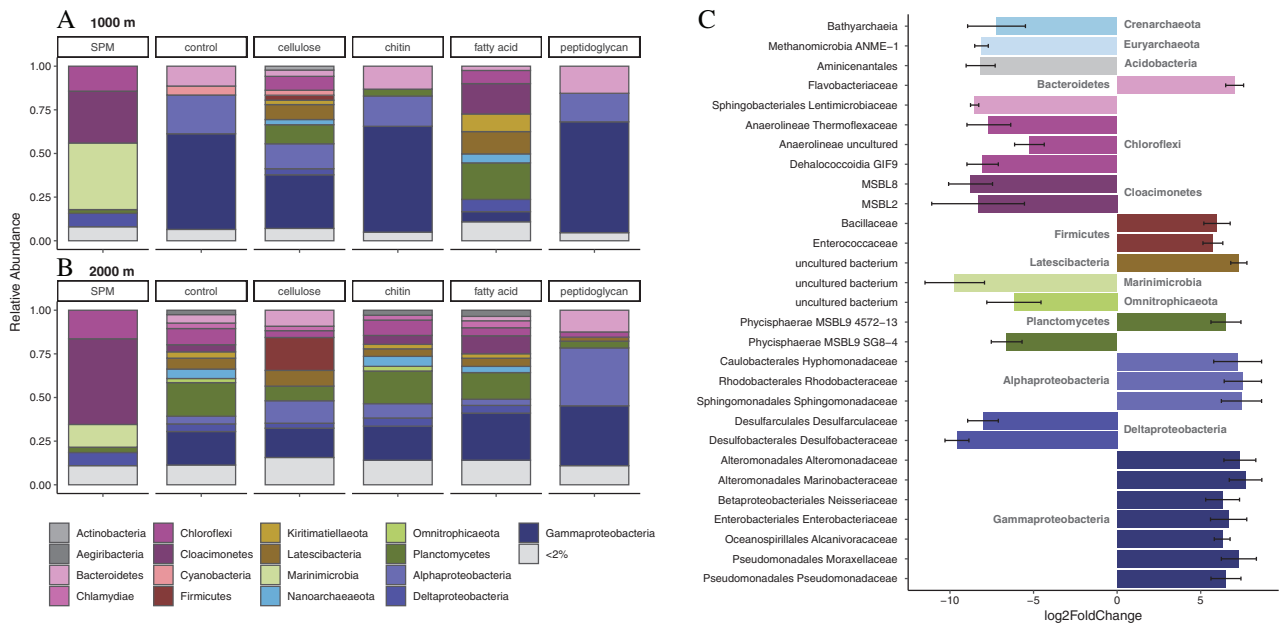 A 1000 m
SPM control cellulose chitin fatty acid peptidoglycan
1.00
0.75
0.50
0.25
0.00
B 2000 m
SPM control cellulose chitin fatty acid peptidoglycan
1.00
0.75
0.50
0.25
0.00
Relative Abundance
Actinobacteria Chloroflexi Kiritimatiellaeota Omnitrophicaeota Gammaproteobacteria
Aegiribacteria Cloacimonetes Latescibacteria Planctomycetes <2%
Bacteroidetes Cyanobacteria Marinimicrobia Alphaproteobacteria
Chlamydiae Firmicutes Nanoarchaeaeota Deltaproteobacteria
C
Bathyarchaeia Crenarchaeota
Methanomicrobia ANME−1 Euryarchaeota
Aminicenantales Acidobacteria
Flavobacteriaceae Bacteroidetes
Sphingobacteriales Lentimicrobiaceae
Anaerolineae Thermoflexaceae
Anaerolineae uncultured Chloroflexi
Dehalococcoidia GIF9
MSBL8 Cloacimonetes
MSBL2
Bacillaceae Firmicutes
Enterococcaceae
uncultured bacterium Latescibacteria
uncultured bacterium Marinimicrobia
uncultured bacterium Omnitrophicaeota
Phycisphaerae MSBL9 4572−13 Planctomycetes
Phycisphaerae MSBL9 SG8−4
Caulobacterales Hyphomonadaceae
Rhodobacterales Rhodobacteraceae Alphaproteobacteria
Sphingomonadales Sphingomonadaceae
Desulfarculales Desulfarculaceae Deltaproteobacteria
Desulfobacterales Desulfobacteraceae
Alteromonadales Alteromonadaceae
Alteromonadales Marinobacteraceae
Betaproteobacteriales Neisseriaceae
Enterobacteriales Enterobacteriaceae Gammaproteobacteria
Oceanospirillales Alcanivoracaceae
Pseudomonadales Moraxellaceae
Pseudomonadales Pseudomonadaceae
−10 −5 0 5
log2FoldChange